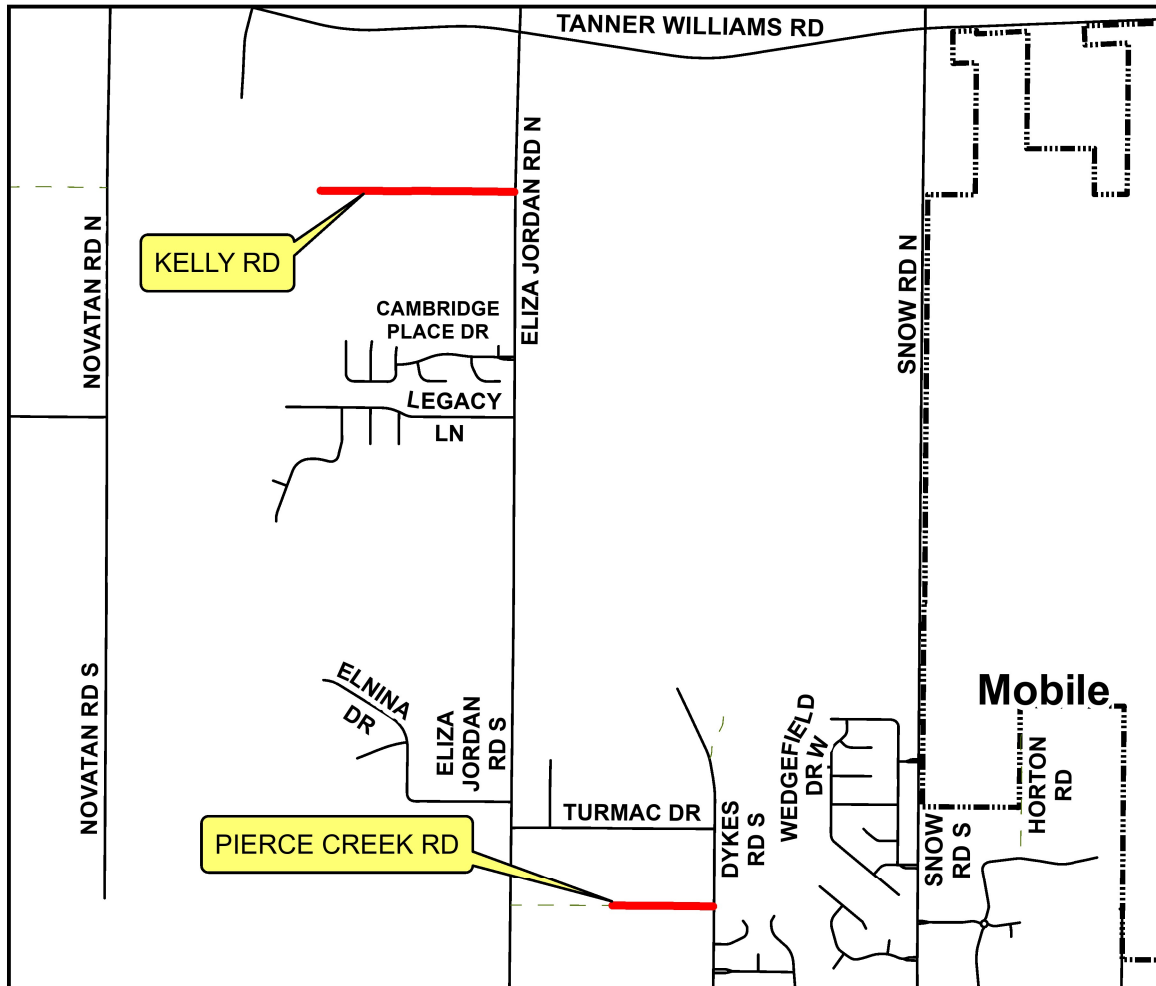 TANNER WILLIAMS RD
ELIZA JORDAN RD N
NOVATAN RD N
KELLY RD
SNOW RD N
CAMBRIDGE
PLACE DR
LEGACY
LN
NOVATAN RD S
ELNINA
DR
ELIZA
JORDAN
RD S
Mobile
WEDGEFIELD
DR W
HORTON
RD
TURMAC DR
DYKES
RD S
SNOW
RD S
PIERCE CREEK RD